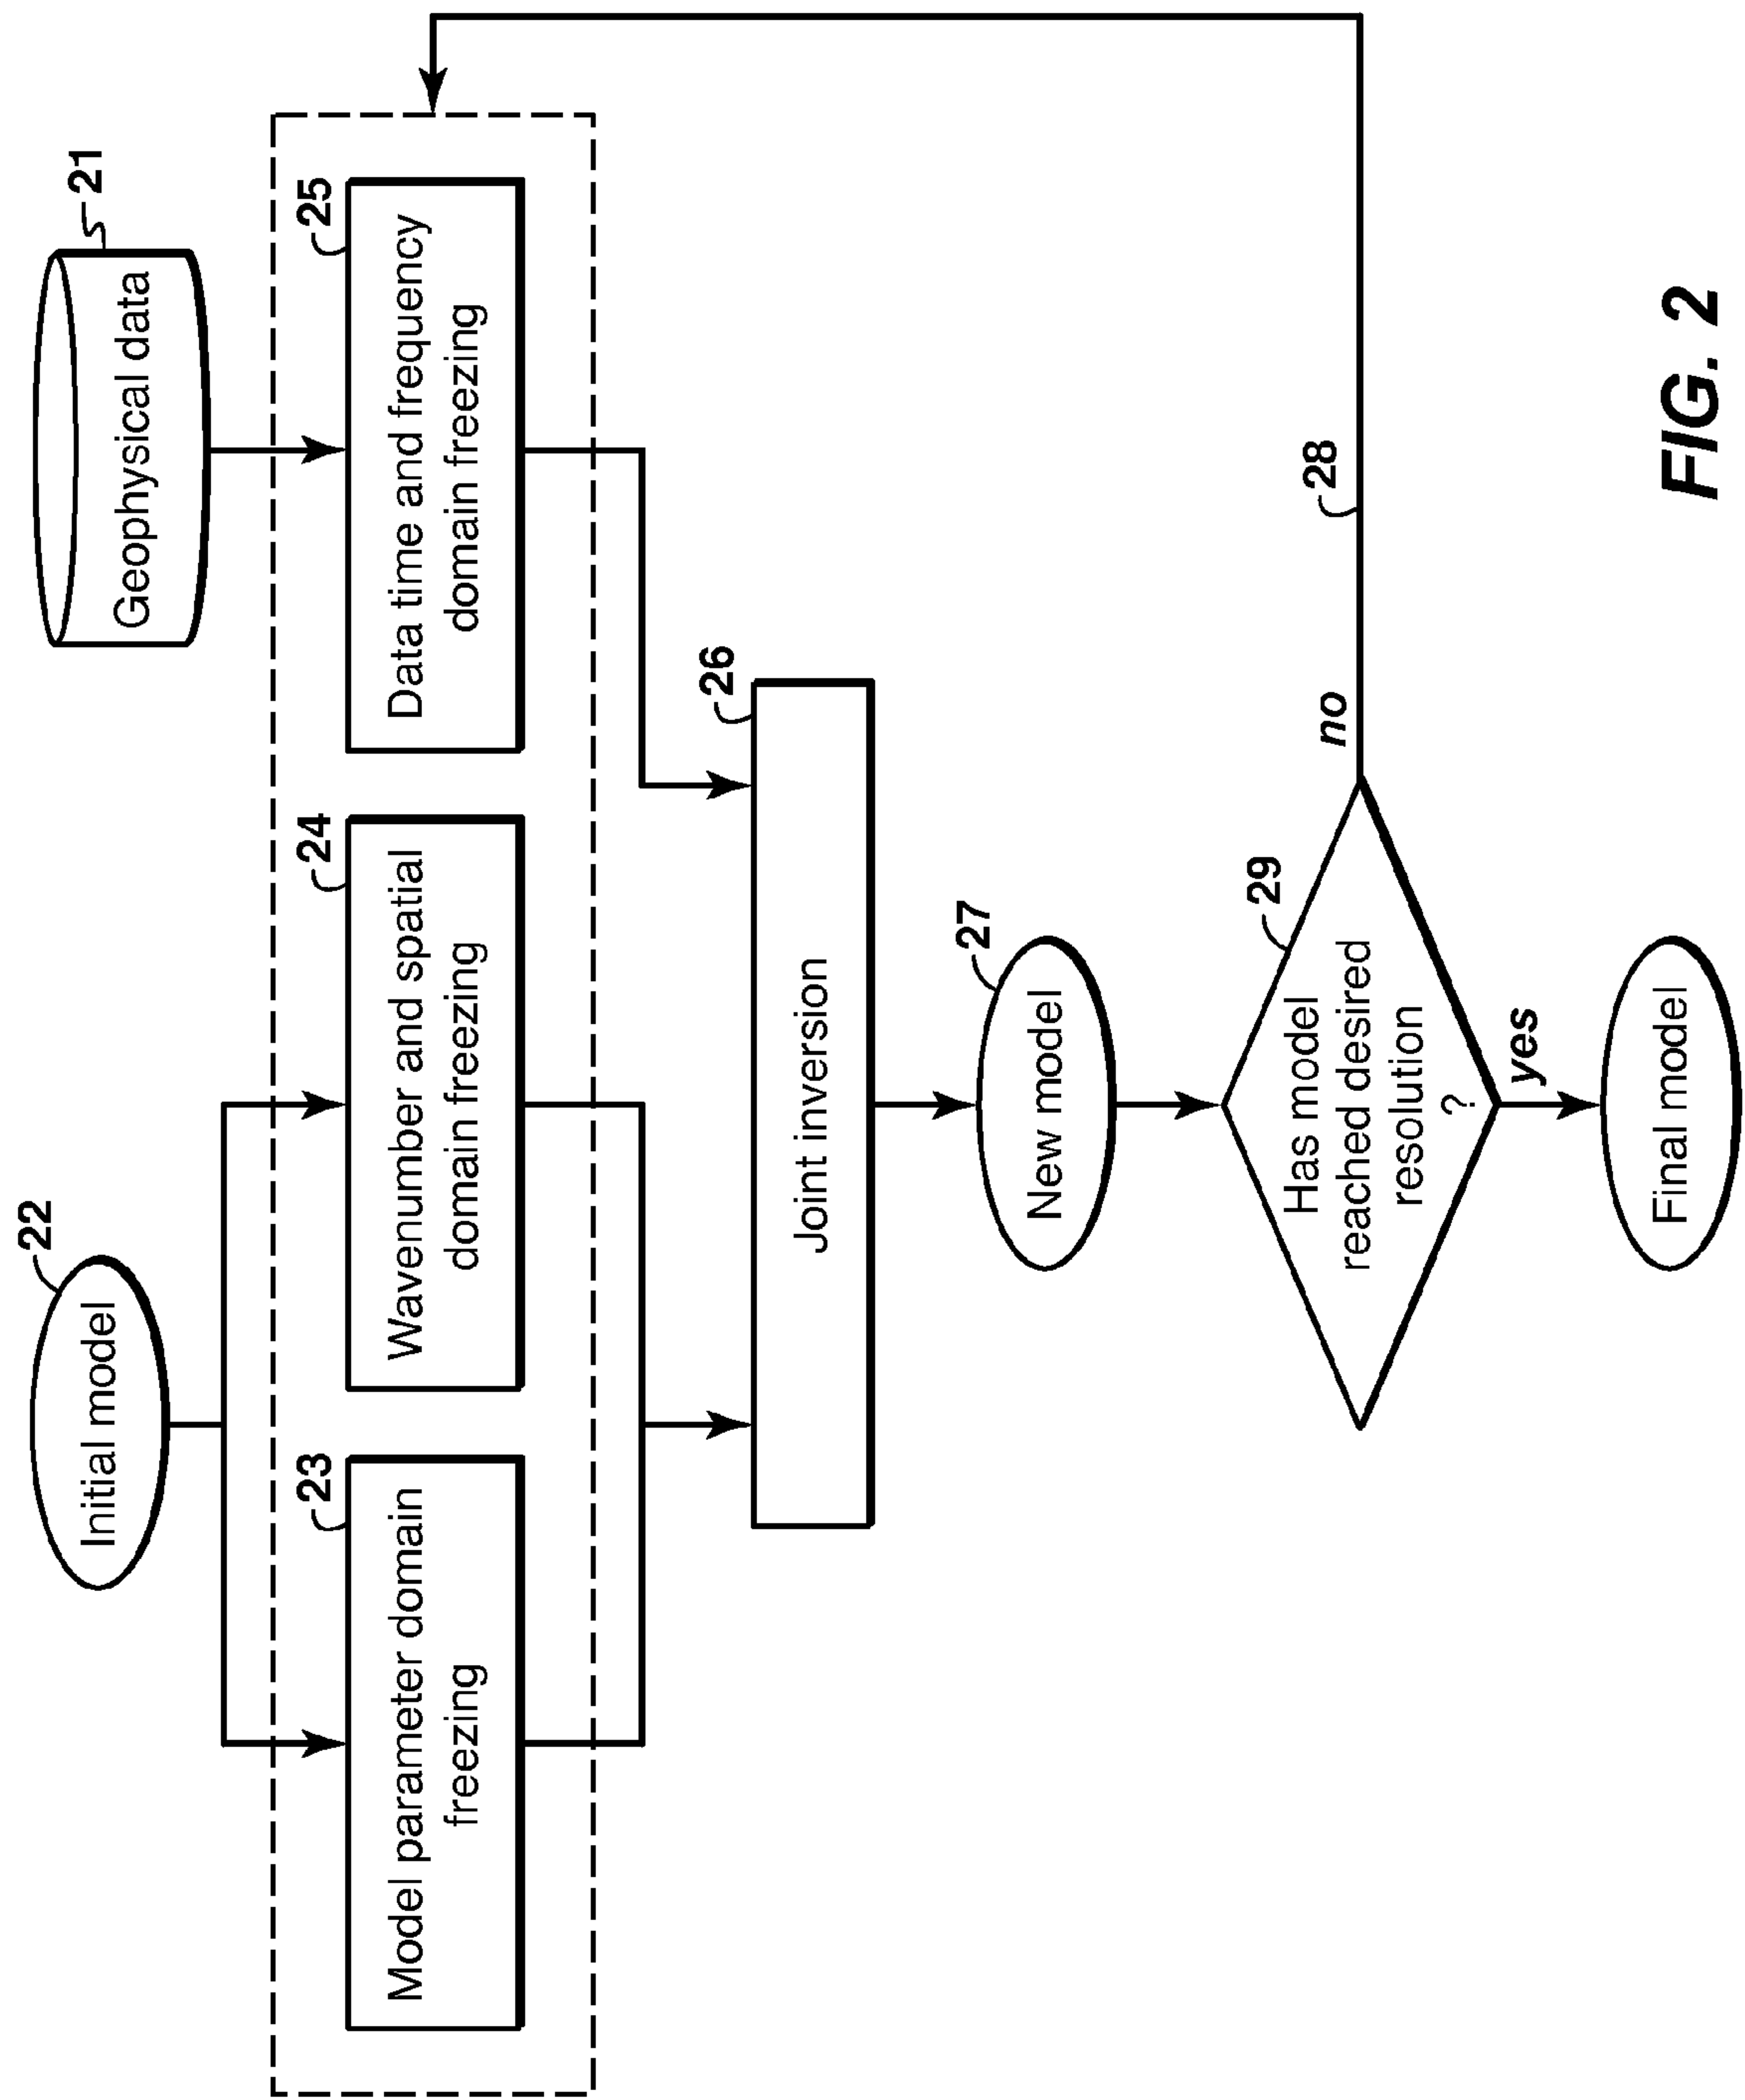 22
Initial model
21
Geophysical data
23
Model parameter domain
freezing
24
Wavenumber and spatial
domain freezing
25
Data time and frequency
domain freezing
26
Joint inversion
27
New model
29
Has model
reached desired
resolution
?
no
28
yes
Final model
FIG. 2